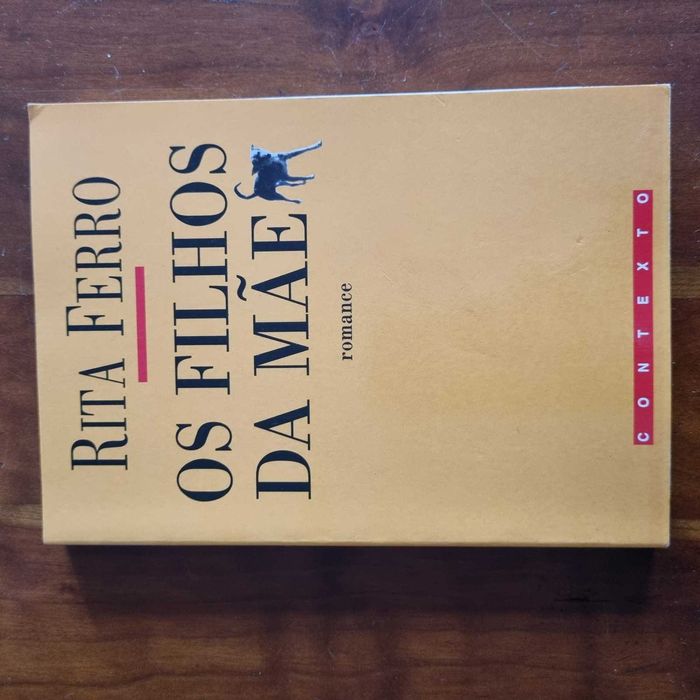 RITA FERRO
OS FILHOS
DA MÃE
romance
CONTEXTO